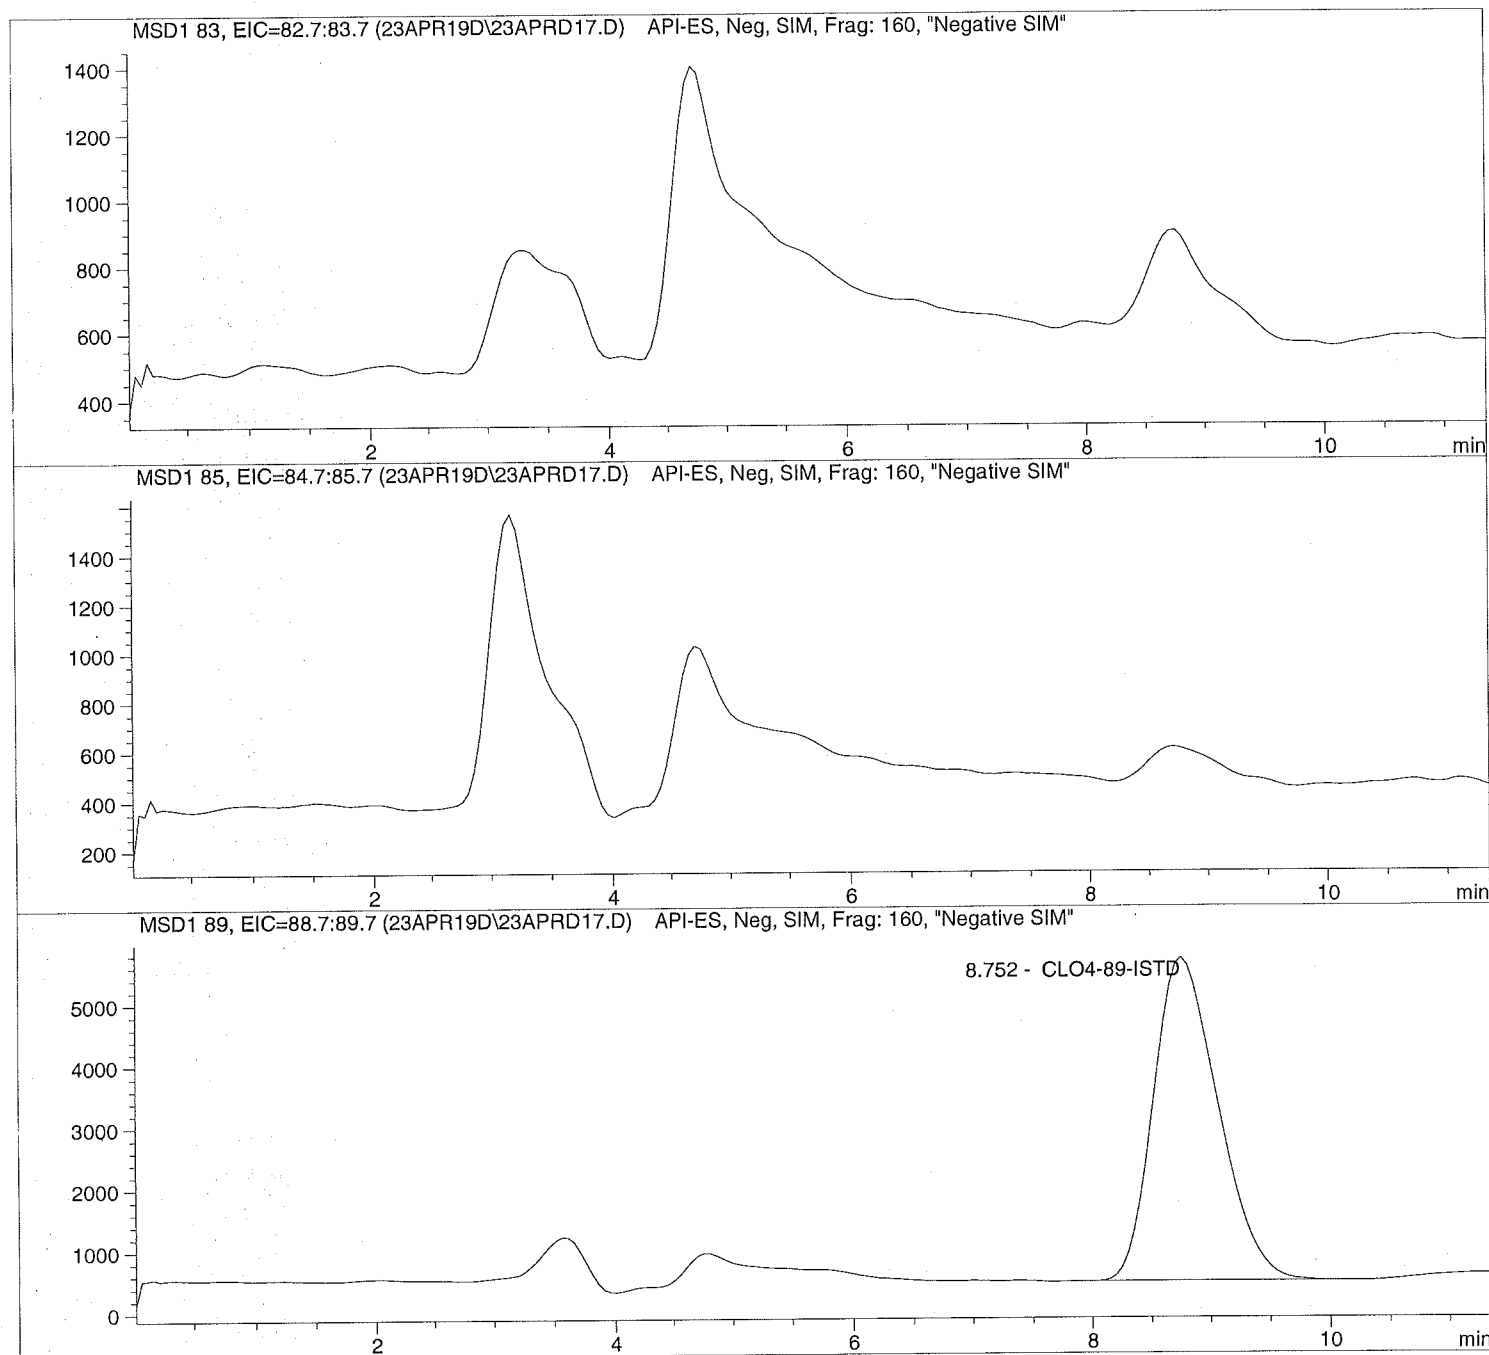 MSD1 83, EIC=82.7:83.7 (23APR19D\23APRD17.D) API-ES, Neg, SIM, Frag: 160, "Negative SIM"
1400
1200
1000
800
600
400
2 4 6 8 10 min
MSD1 85, EIC=84.7:85.7 (23APR19D\23APRD17.D) API-ES, Neg, SIM, Frag: 160, "Negative SIM"
1400
1200
1000
800
600
400
200
2 4 6 8 10 min
MSD1 89, EIC=88.7:89.7 (23APR19D\23APRD17.D) API-ES, Neg, SIM, Frag: 160, "Negative SIM"
8.752 - CLO4-89-ISTD
5000
4000
3000
2000
1000
0
2 4 6 8 10 min